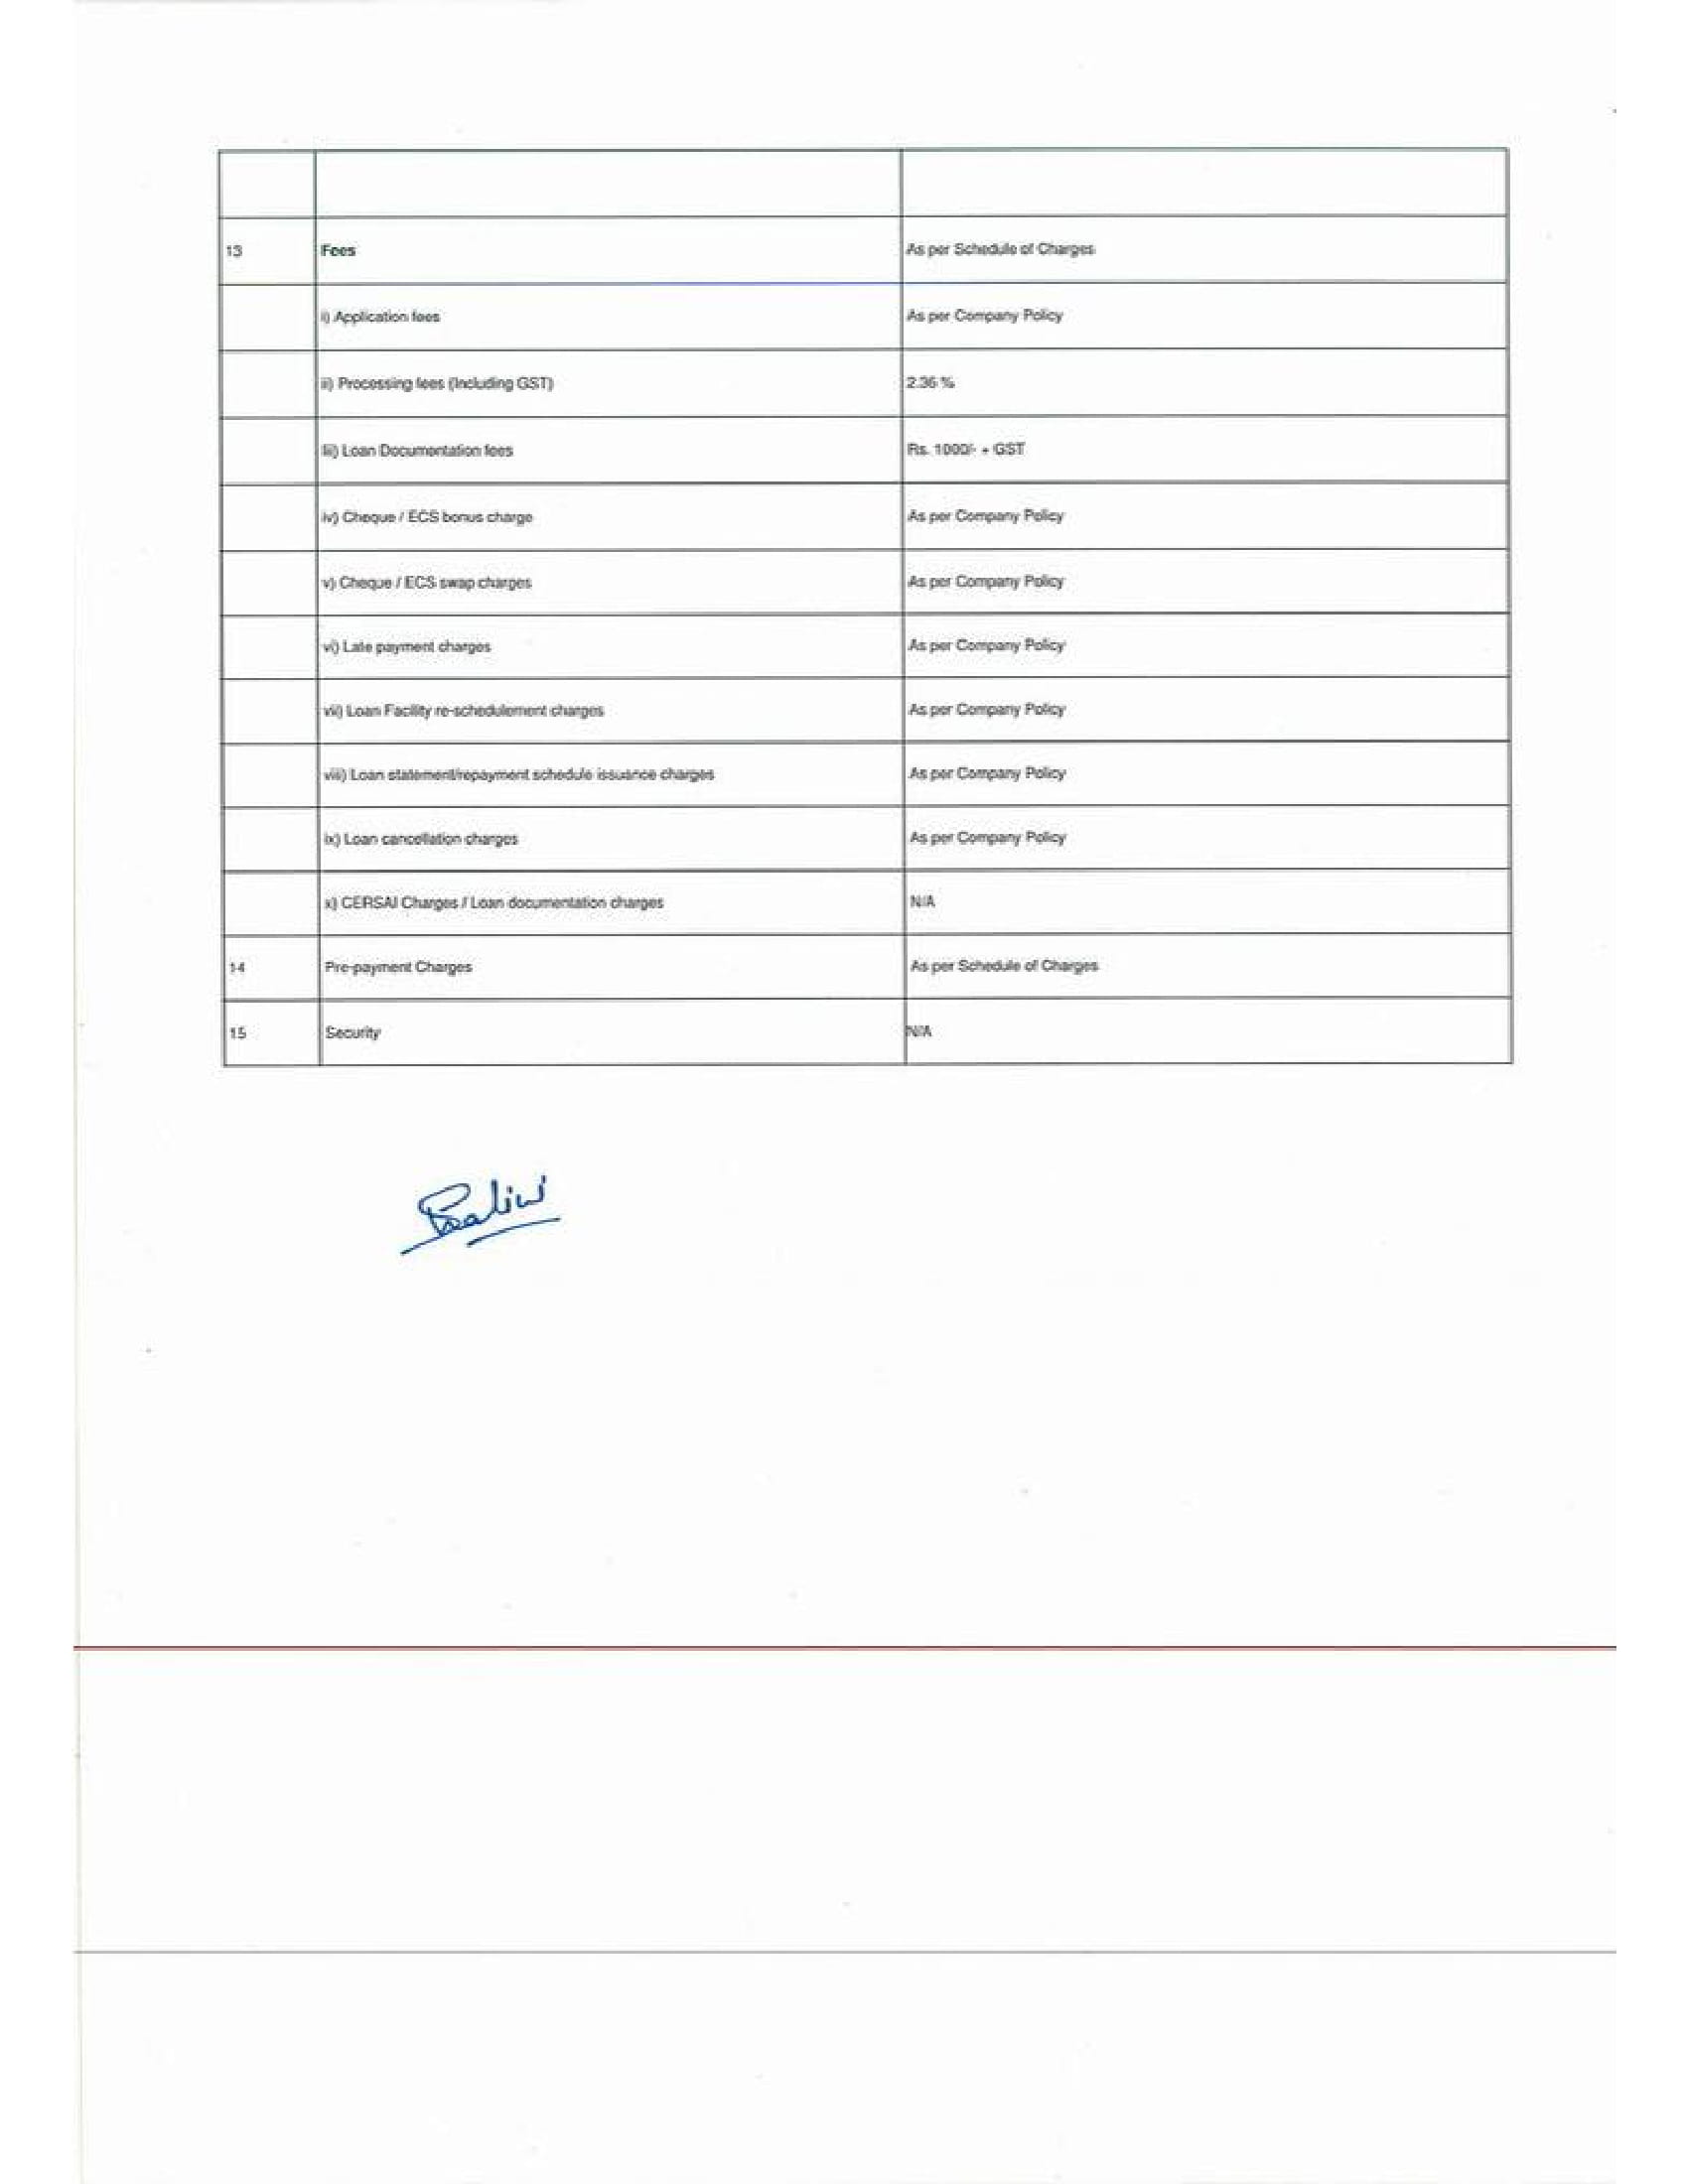 13 Fees As per Schedule of Charges
i) Application fees As per Company Policy
ii) Processing fees (Including GST) 2.36 %
iii) Loan Documentation fees Rs. 1000/- + GST
iv) Cheque / ECS bonus charge As per Company Policy
v) Cheque / ECS swap charges As per Company Policy
vi) Late payment charges As per Company Policy
vii) Loan Facility re-schedulement charges As per Company Policy
viii) Loan statement/repayment schedule issuance charges As per Company Policy
ix) Loan cancellation charges As per Company Policy
x) CERSAI Charges / Loan documentation charges N/A
14 Pre-payment Charges As per Schedule of Charges
15 Security N/A